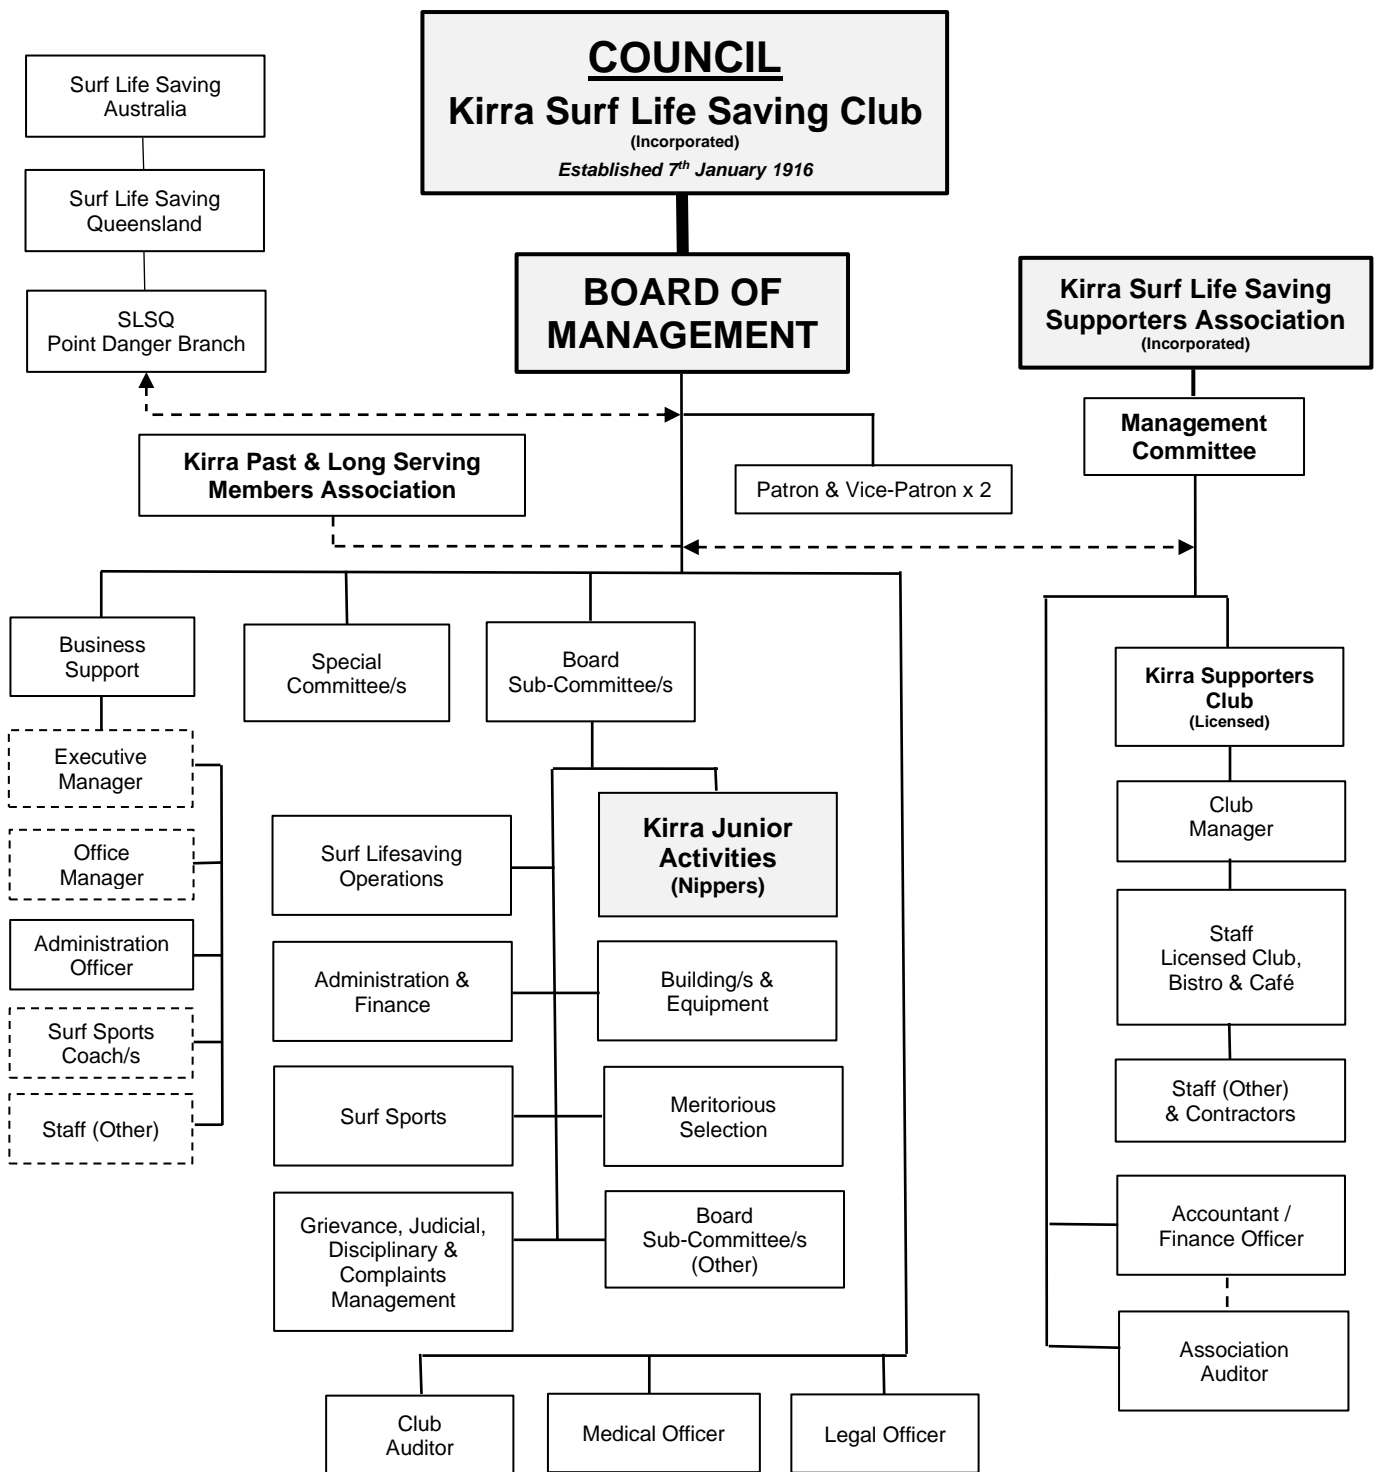 COUNCIL
Kirra Surf Life Saving Club
(Incorporated)
Established 7th January 1916
Surf Life Saving
Australia
Surf Life Saving
Queensland
SLSQ
Point Danger Branch
BOARD OF
MANAGEMENT
Kirra Surf Life Saving
Supporters Association
(Incorporated)
Management
Committee
Kirra Past & Long Serving
Members Association
Patron & Vice-Patron x 2
Business
Support
Special
Committee/s
Board
Sub-Committee/s
Executive
Manager
Office
Manager
Administration
Officer
Surf Sports
Coach/s
Staff (Other)
Surf Lifesaving
Operations
Kirra Junior
Activities
(Nippers)
Administration &
Finance
Building/s &
Equipment
Surf Sports
Meritorious
Selection
Grievance, Judicial,
Disciplinary &
Complaints
Management
Board
Sub-Committee/s
(Other)
Kirra Supporters
Club
(Licensed)
Club
Manager
Staff
Licensed Club,
Bistro & Café
Staff (Other)
& Contractors
Accountant /
Finance Officer
Association
Auditor
Club
Auditor
Medical Officer
Legal Officer